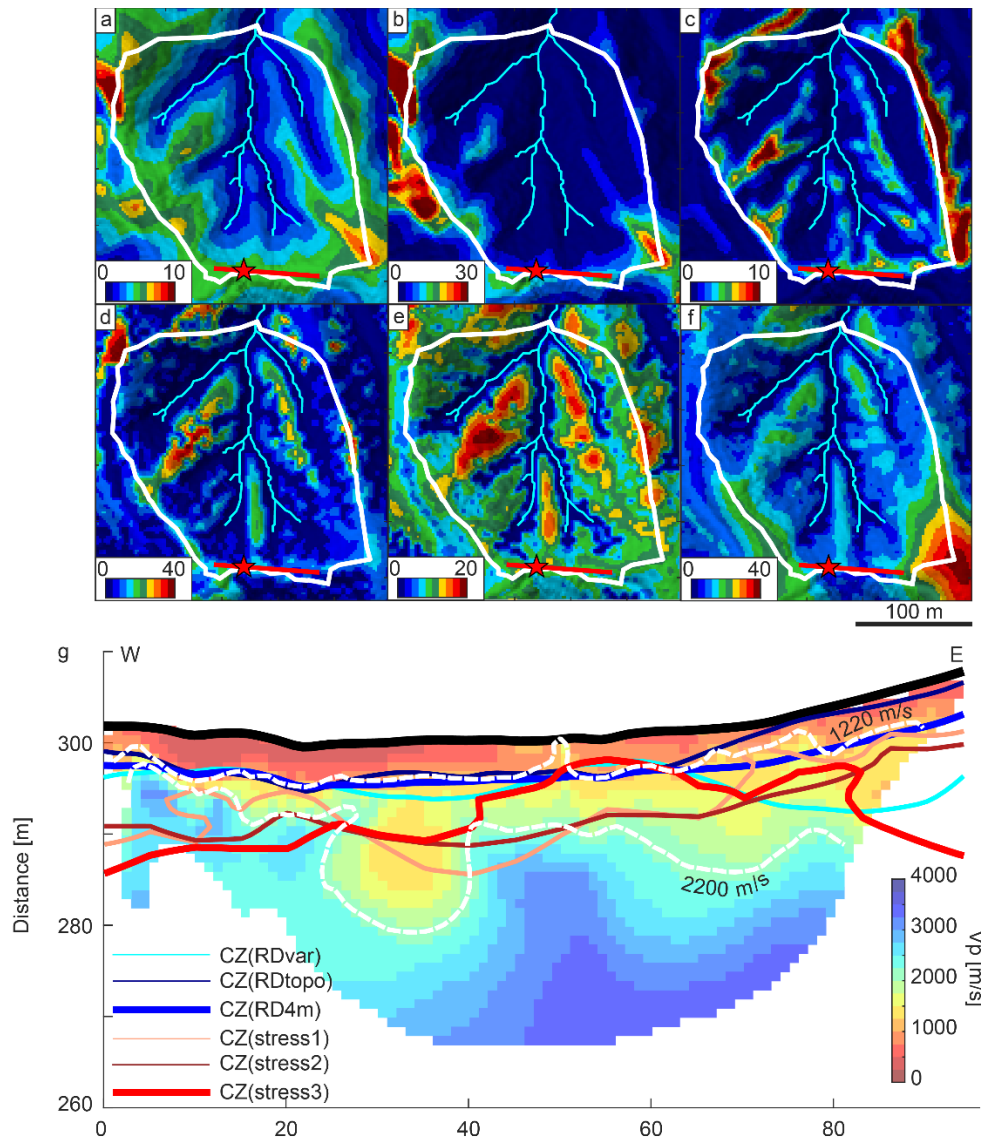 a
b
c
0 10
0 30
0 10
d
e
f
0 40
0 20
0 40
100 m
g W E
1220 m/s
300
Distance [m]
2200 m/s
280
4000
3000
2000
1000
0
Vp [m/s]
CZ(RDvar)
CZ(RDtopo)
CZ(RD4m)
CZ(stress1)
CZ(stress2)
CZ(stress3)
260
0 20 40 60 80